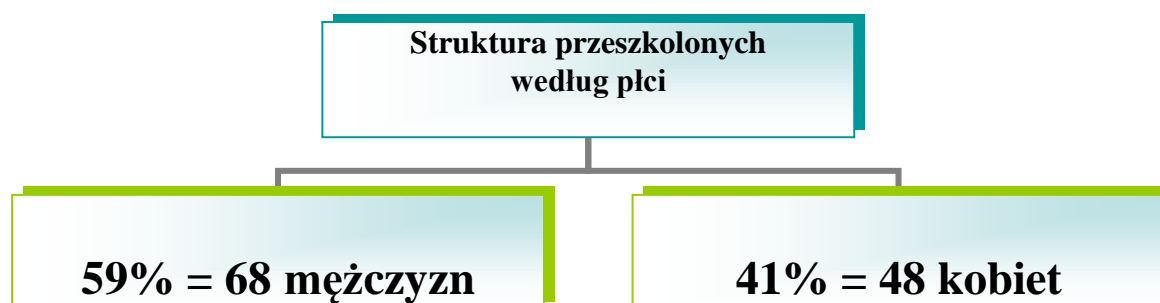 Struktura przeszkolonych
według płci
59% = 68 mężczyzn
41% = 48 kobiet